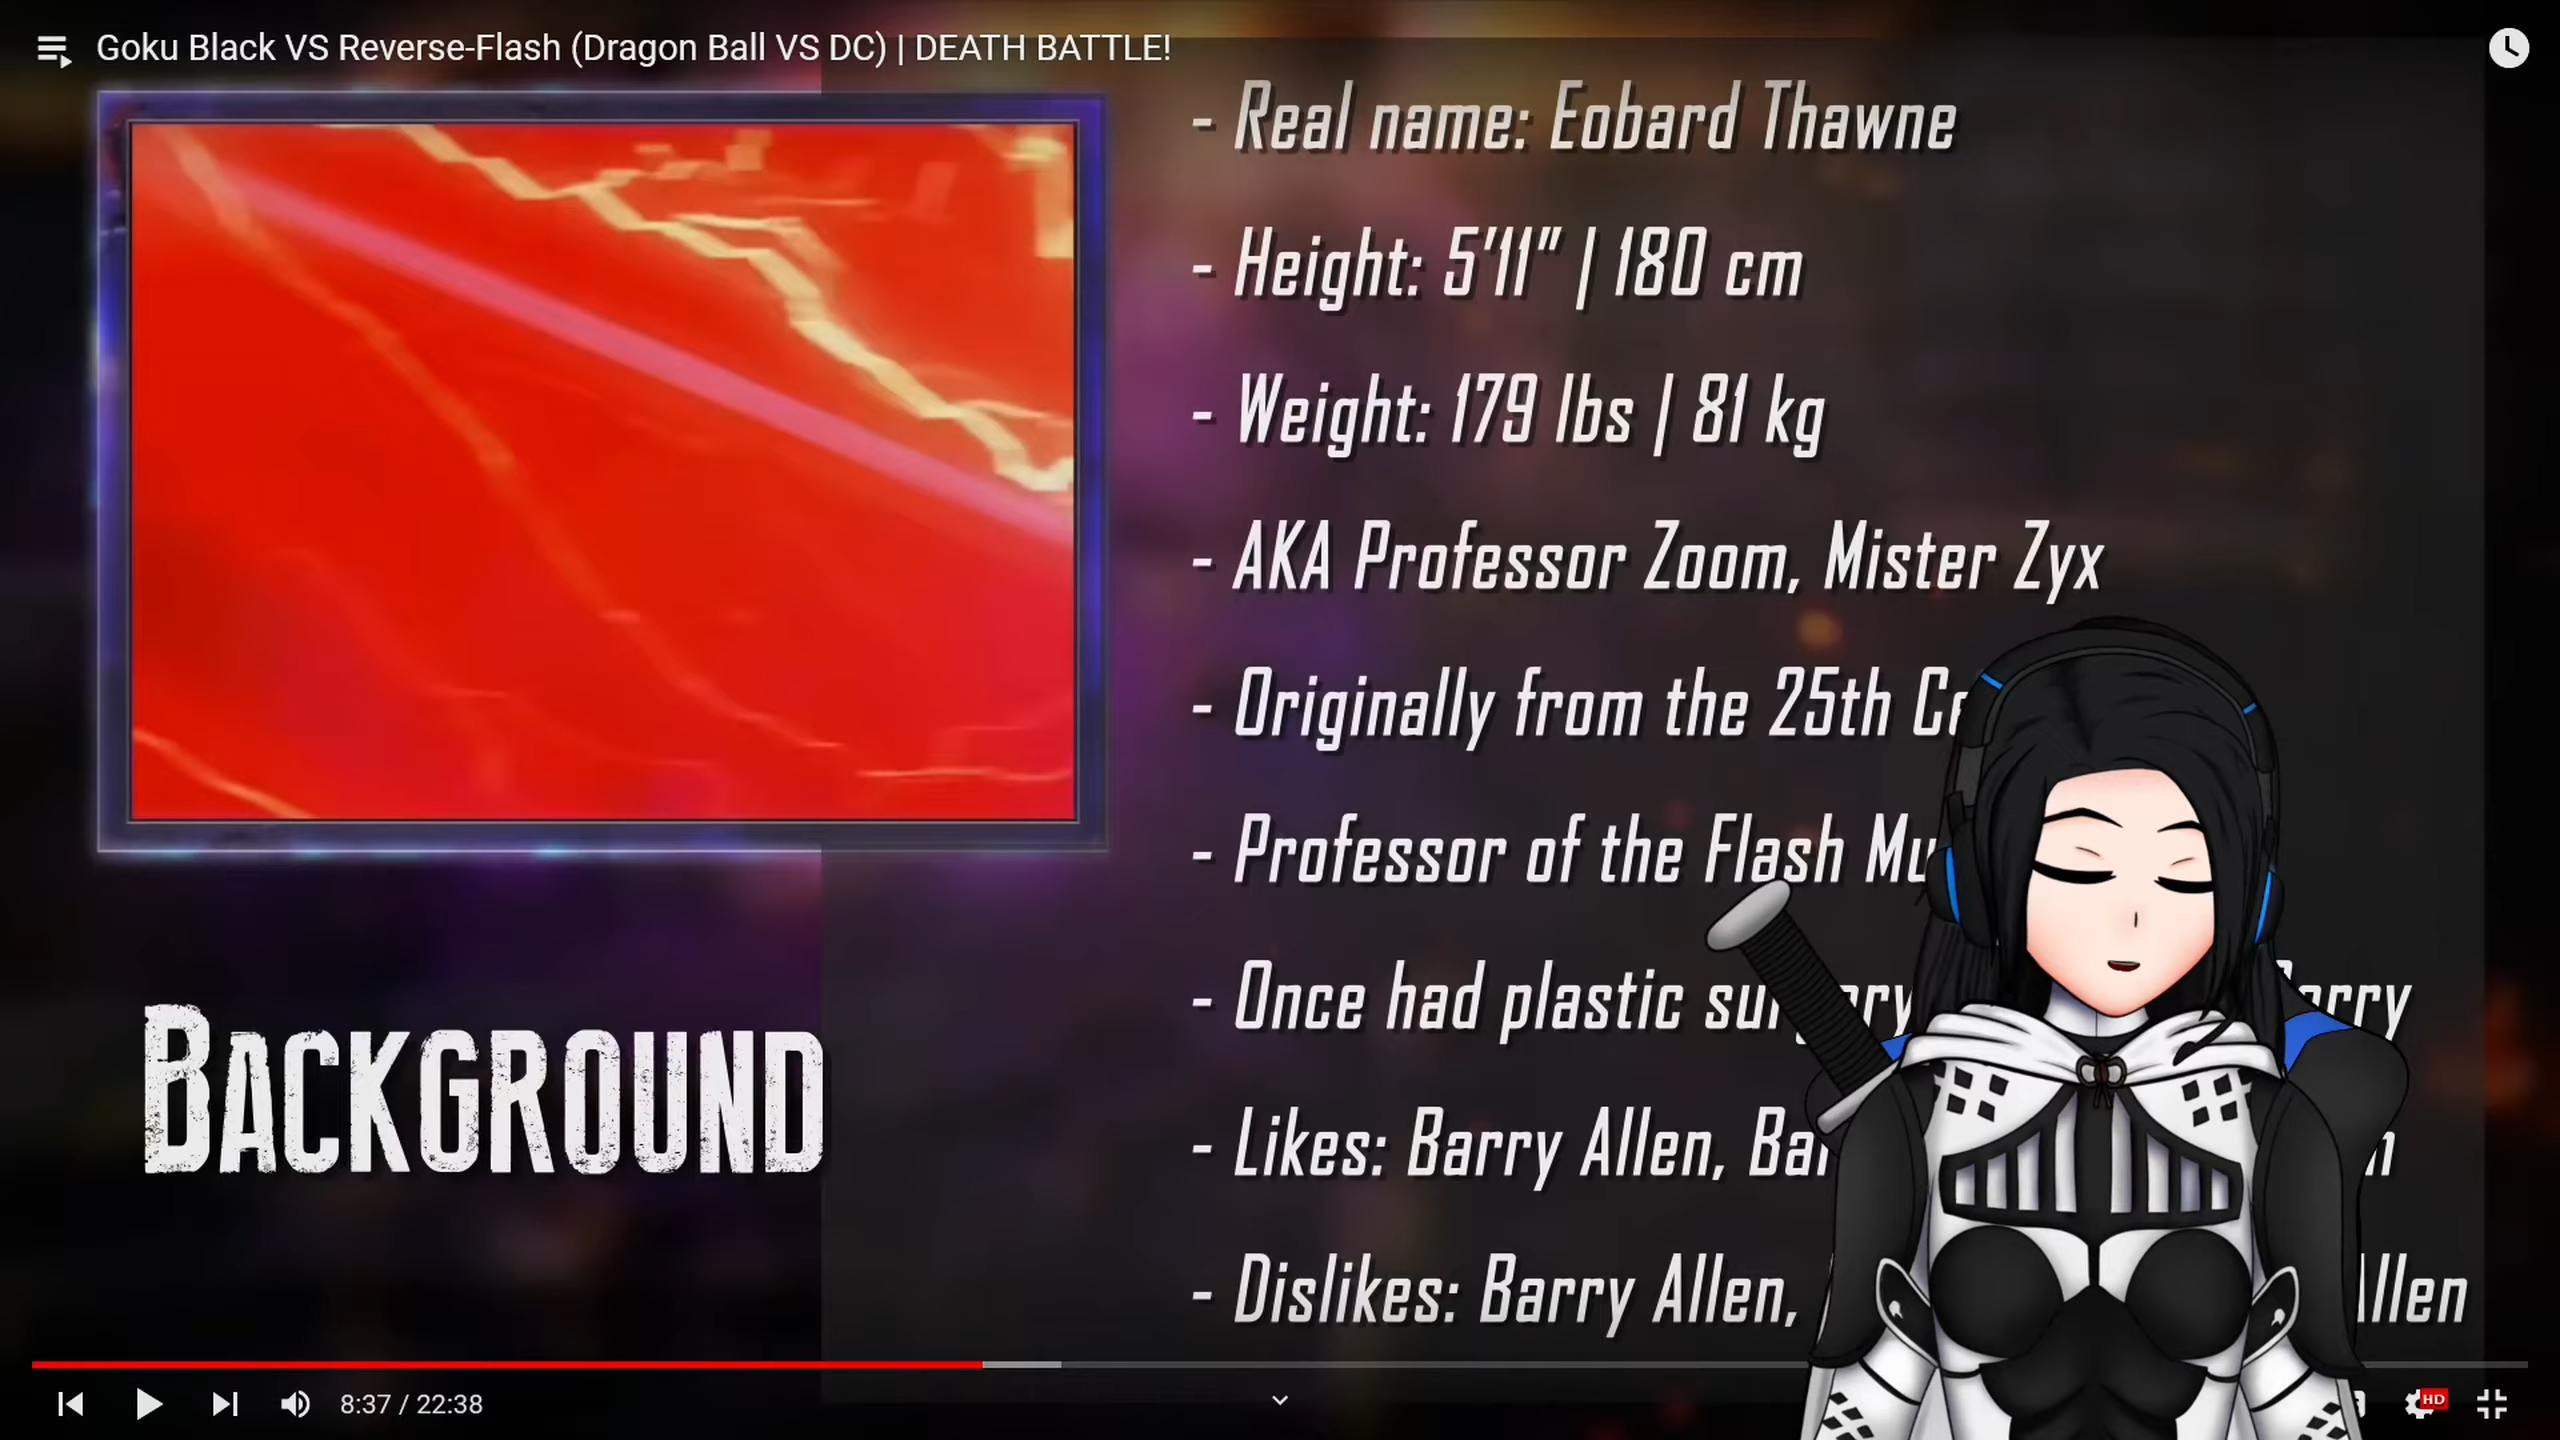 Goku Black VS Reverse-Flash (Dragon Ball VS DC) | DEATH BATTLE!
- Real name: Eobard Thawne
- Height: 5'11" | 180 cm
- Weight: 179 lbs | 81 kg
- AKA Professor Zoom, Mister Zyx
- Originally from the 25th
- Professor of the Flash
- Once had plastic
- Likes: Barry Allen,
- Dislikes: Barry Allen, Allen
BACKGROUND
8:37 / 22:38
HD